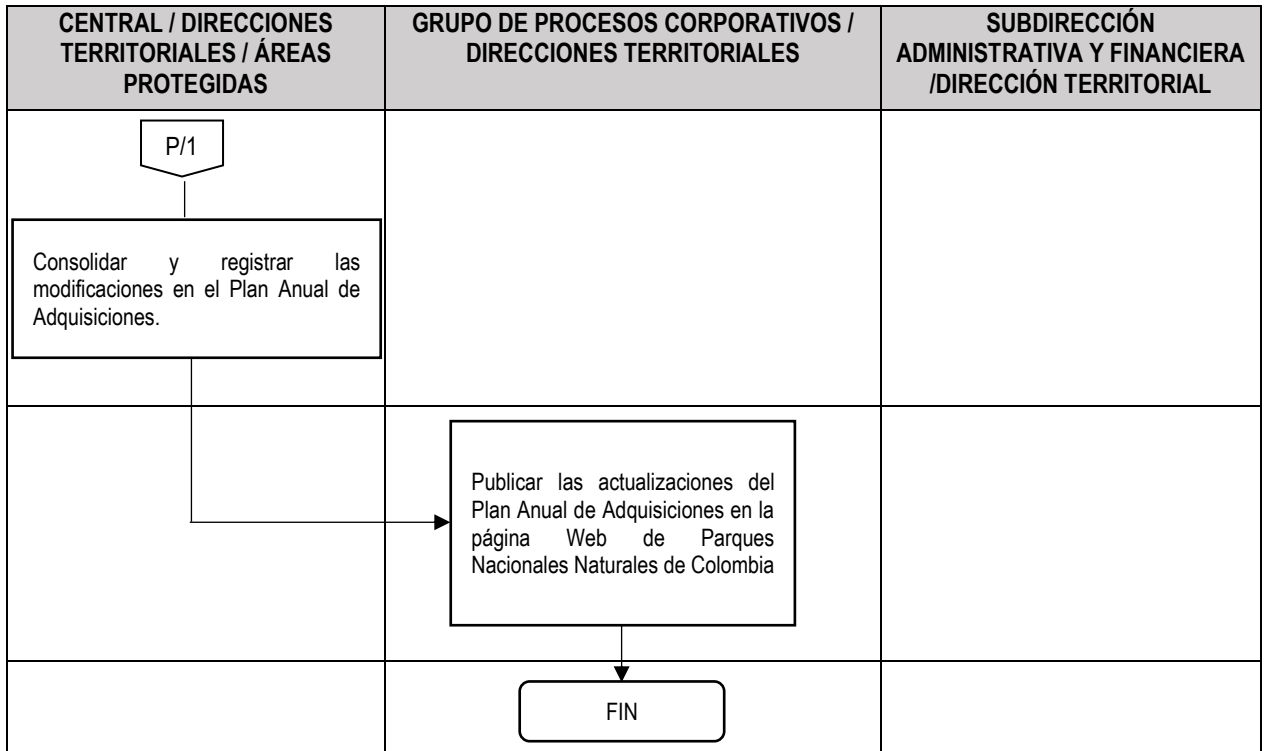 CENTRAL / DIRECCIONES
TERRITORIALES / ÁREAS
PROTEGIDAS
GRUPO DE PROCESOS CORPORATIVOS /
DIRECCIONES TERRITORIALES
SUBDIRECCIÓN
ADMINISTRATIVA Y FINANCIERA
/DIRECCIÓN TERRITORIAL
P/1
Consolidar y registrar las
modificaciones en el Plan Anual de
Adquisiciones.
Publicar las actualizaciones del
Plan Anual de Adquisiciones en la
página Web de Parques
Nacionales Naturales de Colombia
FIN